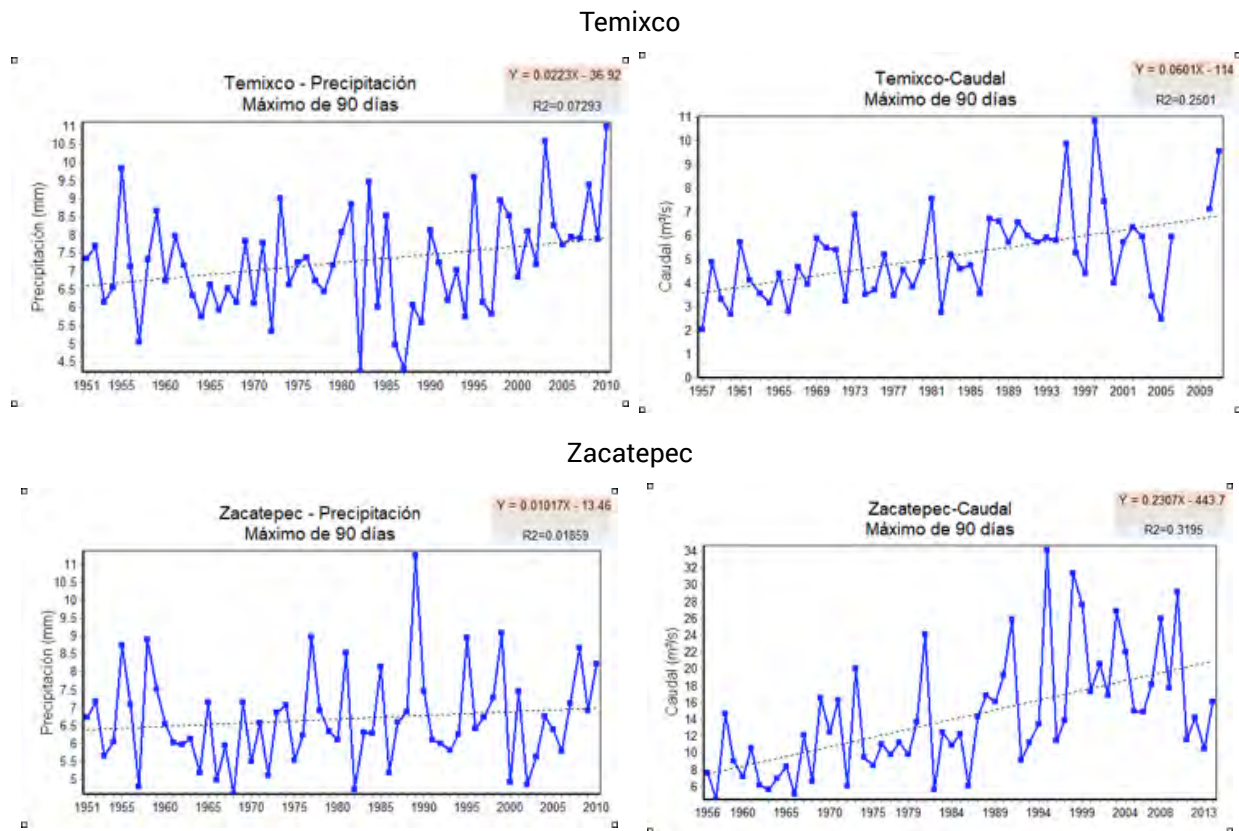 Temixco
Temixco - Precipitación
Máximo de 90 días
Y = 0.0223X - 36.92
R2=0.07293
Precipitación (mm)
11
10.5
10
9.5
9
8.5
8
7.5
7
6.5
6
5.5
5
4.5
1951 1955 1960 1965 1970 1975 1980 1985 1990 1995 2000 2005 2010
Temixco-Caudal
Máximo de 90 días
Y = 0.0601X - 114
R2=0.2501
Caudal (m³/s)
11
10
9
8
7
6
5
4
3
2
1
0
1957 1961 1965 1969 1973 1977 1981 1985 1989 1993 1997 2001 2005 2009
Zacatepec
Zacatepec - Precipitación
Máximo de 90 días
Y = 0.01017X - 13.46
R2=0.01859
Precipitación (mm)
11
10.5
10
9.5
9
8.5
8
7.5
7
6.5
6
5.5
5
1951 1955 1960 1965 1970 1975 1980 1985 1990 1995 2000 2005 2010
Zacatepec-Caudal
Máximo de 90 días
Y = 0.2307X - 443.7
R2=0.3195
Caudal (m³/s)
34
32
30
28
26
24
22
20
18
16
14
12
10
8
6
1956 1960 1965 1970 1975 1979 1984 1989 1994 1999 2003 2008 2013